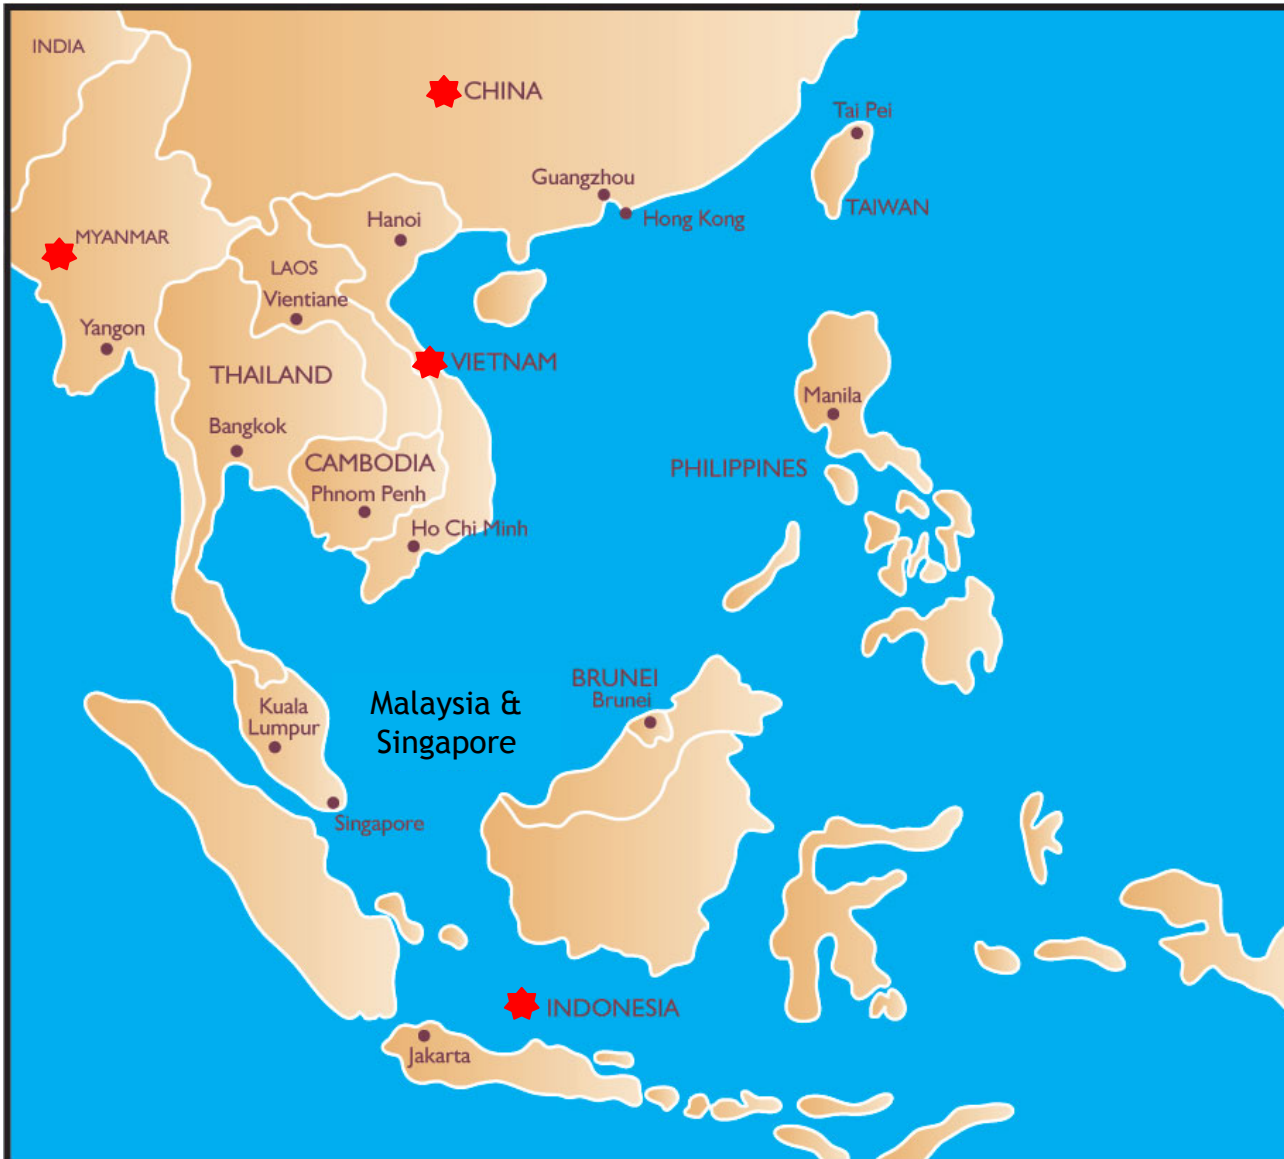 INDIA
CHINA
Tai Pei
Guangzhou
TAIWAN
Hanoi
Hong Kong
MYANMAR
LAOS
Vientiane
Yangon
VIETNAM
THAILAND
Manila
Bangkok
CAMBODIA
PHILIPPINES
Phnom Penh
Ho Chi Minh
BRUNEI
Brunei
Malaysia &
Singapore
Kuala
Lumpur
Singapore
INDONESIA
Jakarta